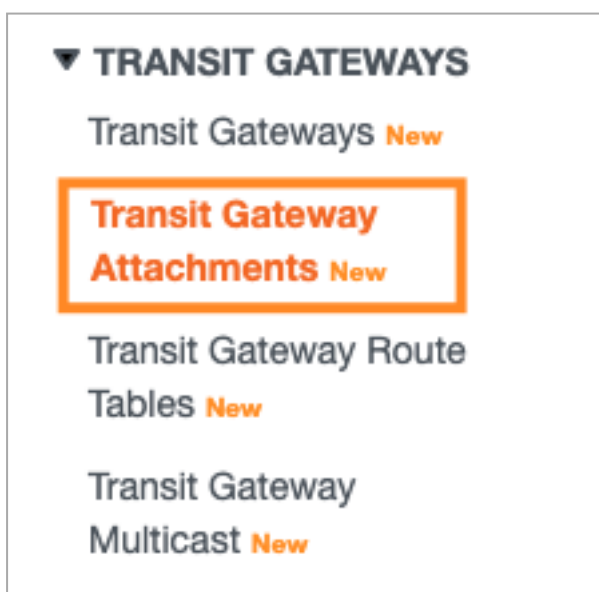 TRANSIT GATEWAYS
Transit Gateways New
Transit Gateway
Attachments New
Transit Gateway Route
Tables New
Transit Gateway
Multicast New